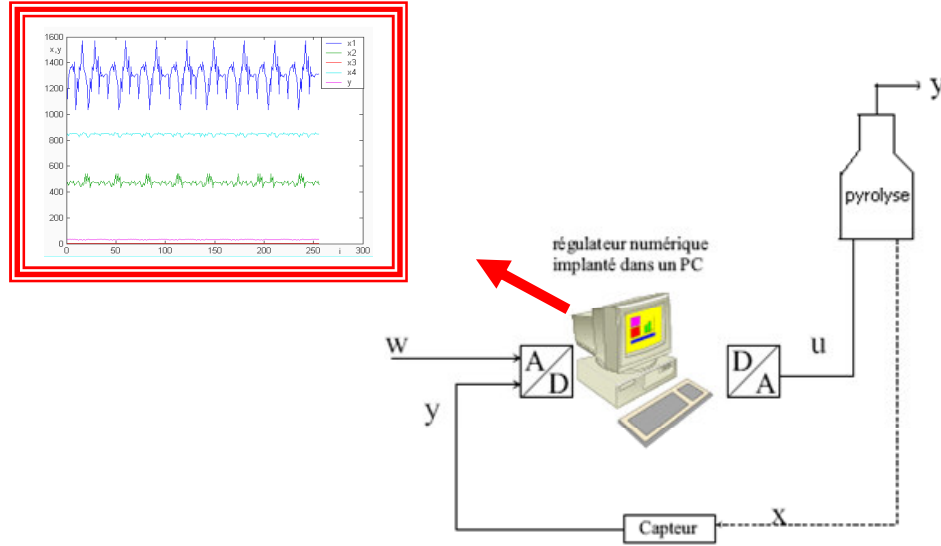 1600
x,y
1400
1200
1000
800
600
400
200
0
0
50
100
150
200
250
i
300
x1
x2
x3
x4
y
y
pyrolyse
régulateur numérique
implanté dans un PC
w
A
D
D
A
u
y
Capteur
x